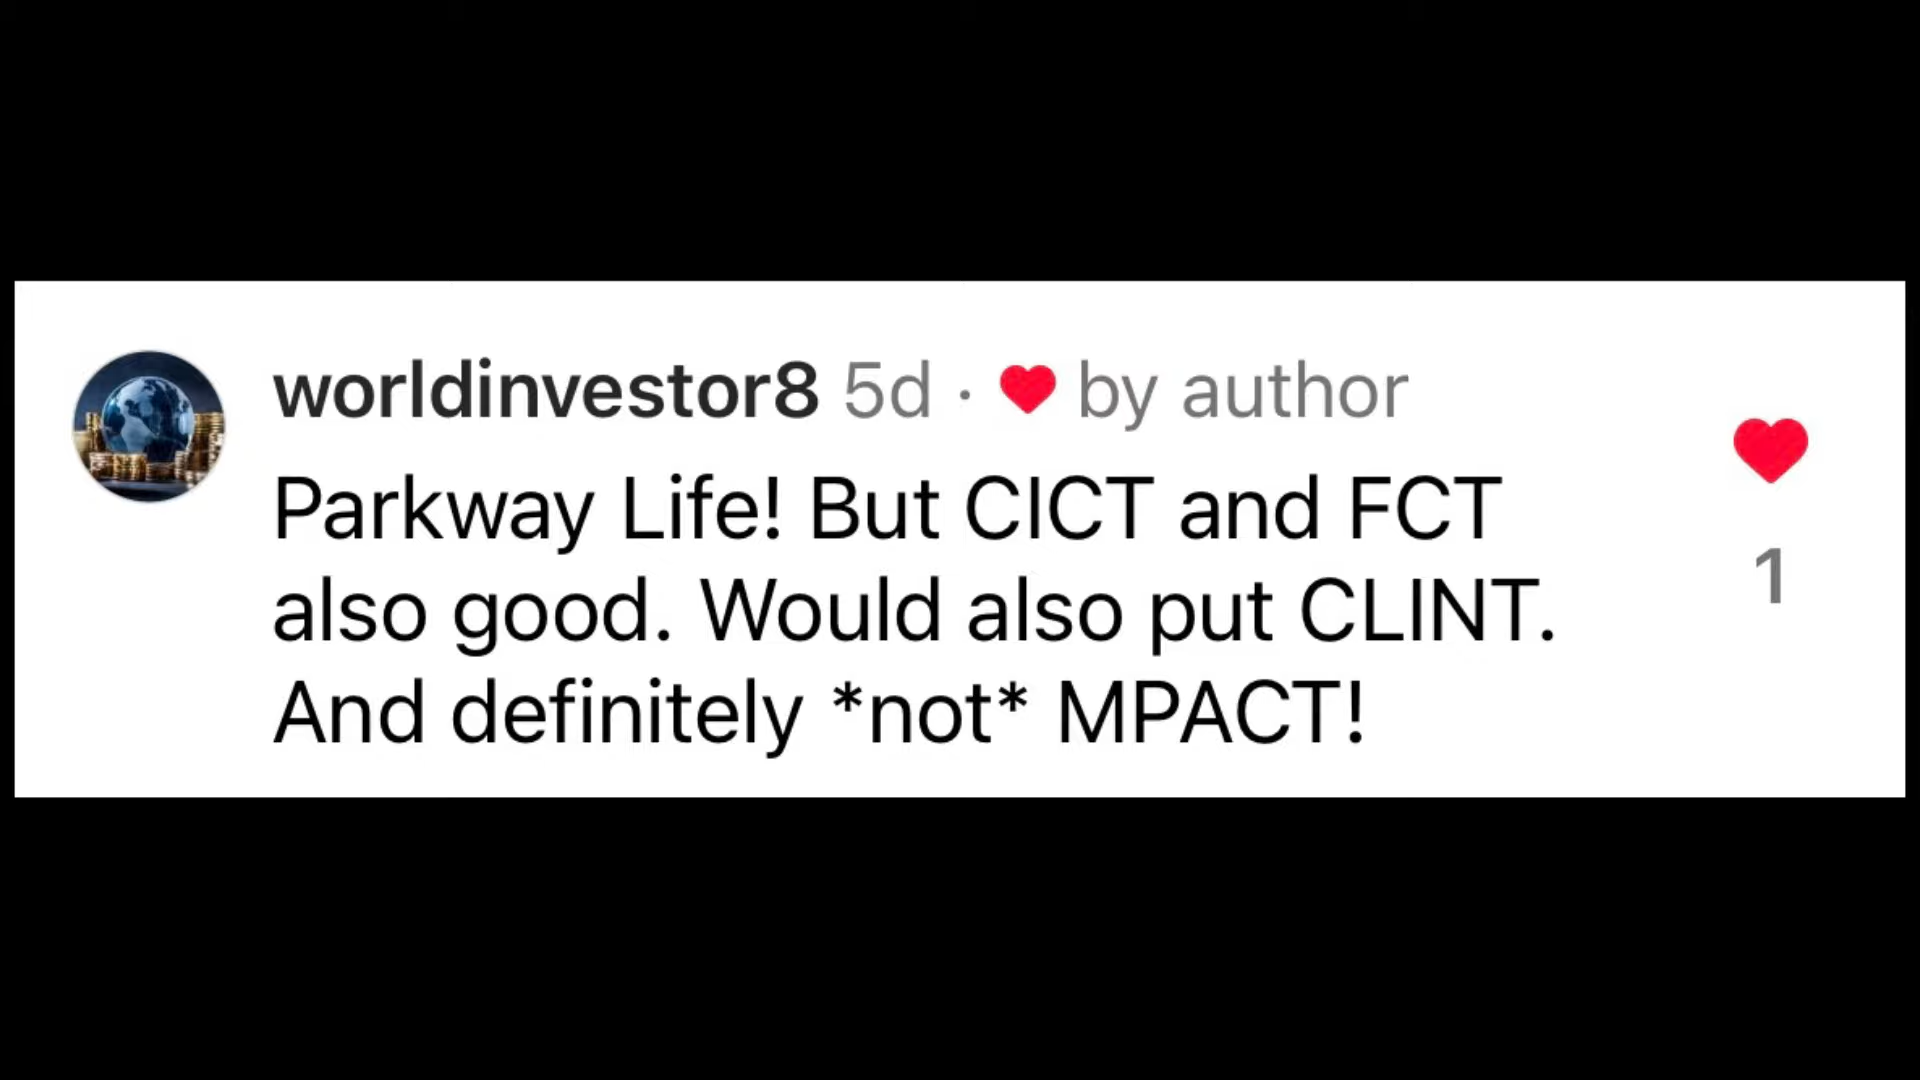 worldinvestor8 5d · ❤️ by author
Parkway Life! But CICT and FCT
also good. Would also put CLINT.
And definitely *not* MPACT!
1